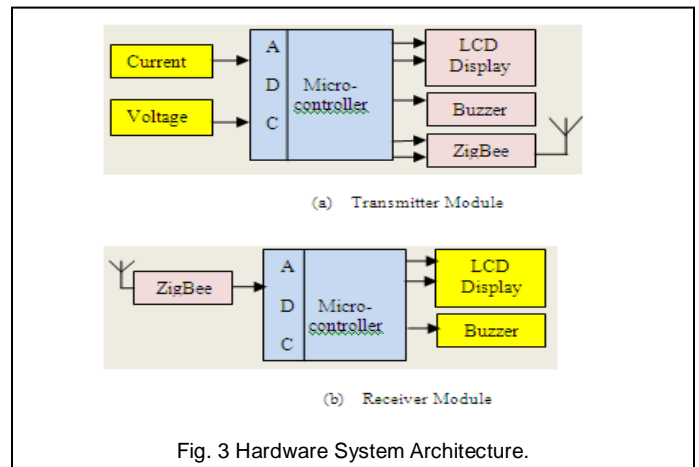 Current
Voltage
A
D
C
Micro-
controller
LCD
Display
Buzzer
ZigBee
(a) Transmitter Module
ZigBee
A
D
C
Micro-
controller
LCD
Display
Buzzer
(b) Receiver Module
Fig. 3 Hardware System Architecture.